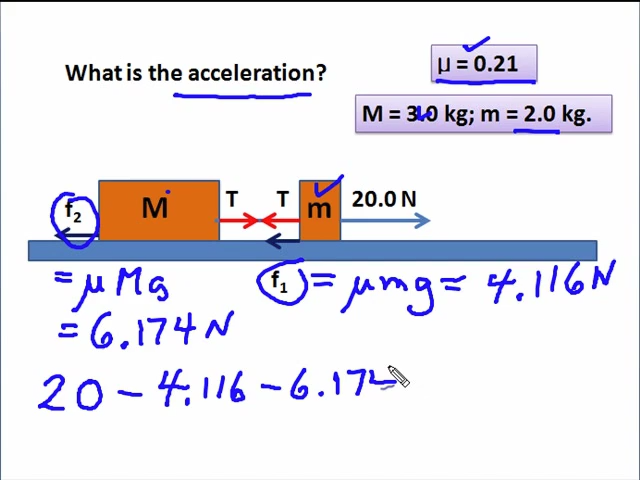 What is the acceleration?
μ = 0.21
M = 3.0 kg; m = 2.0 kg.
f₂ M T T m 20.0 N
= μMg f₁ = μmg = 4.116N
= 6.174 N
20 - 4.116 - 6.174